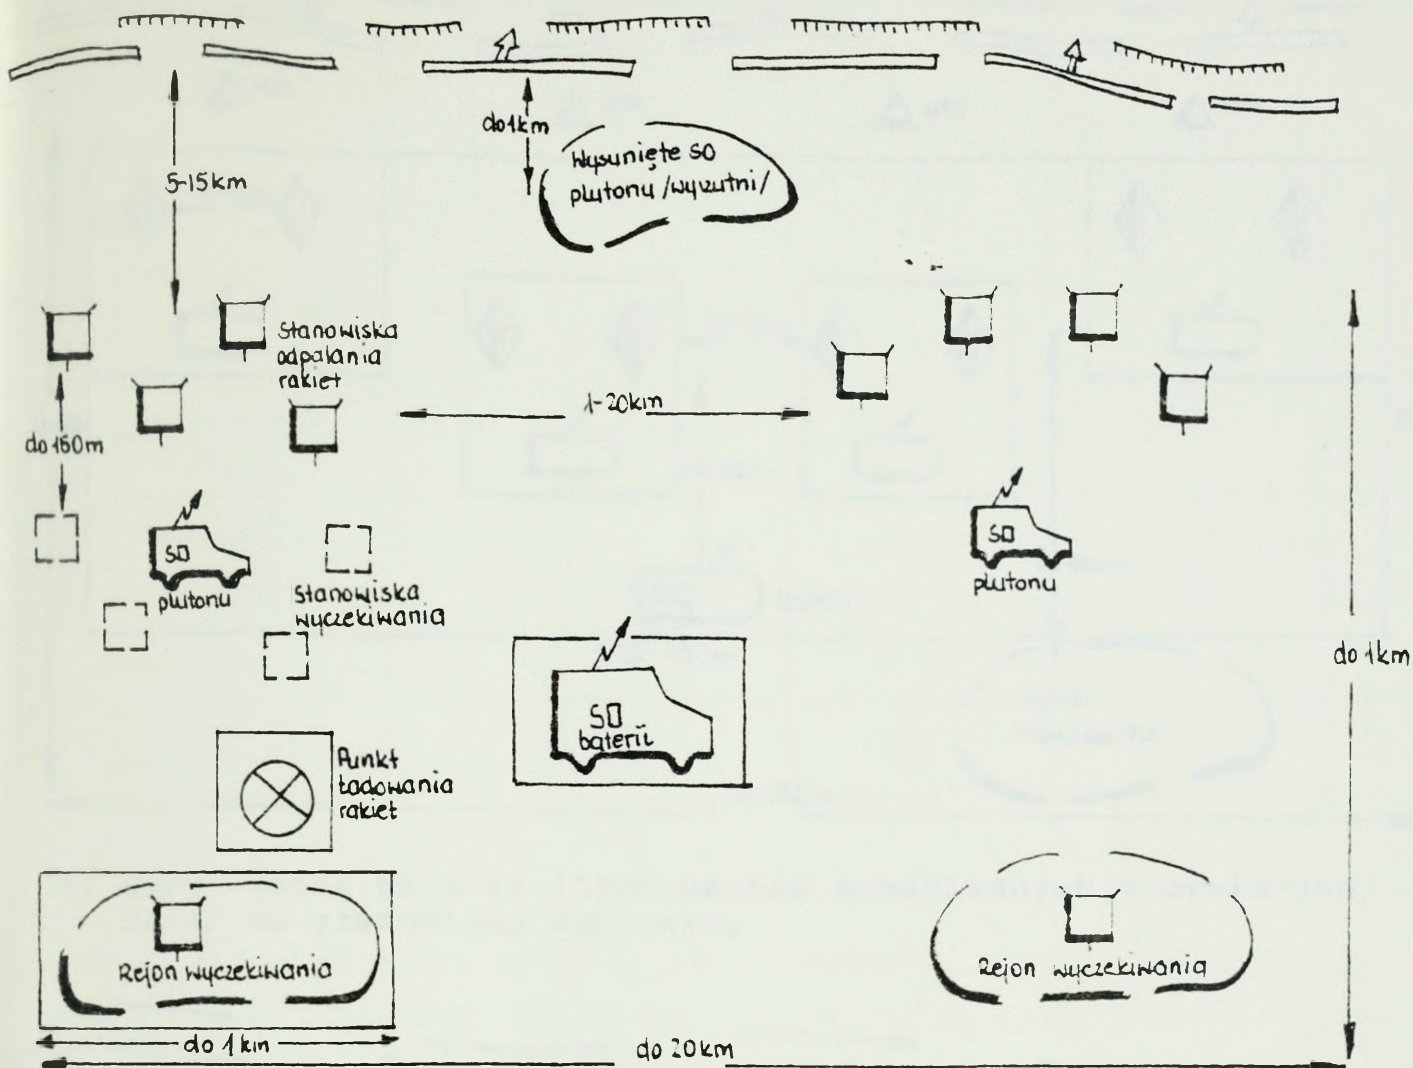 5-15km
do 1km
Wysunięte SO
plutonu /wyrzutni/
Stanowiska
odpalania
rakiet
1-20km
do 150m
SO
plutonu
Stanowiska
wyczekiwania
SO
plutonu
SO
baterii
do 1km
Punkt
ładowania
rakiet
Rejon wyczekiwania
Rejon wyczekiwania
do 1km
do 20km